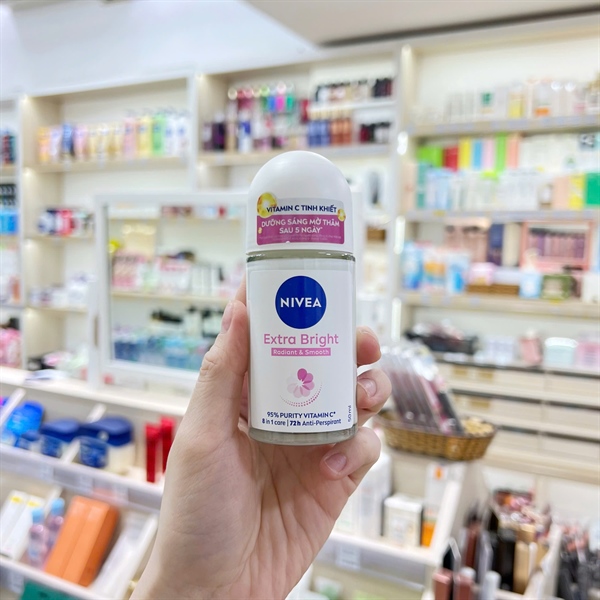 VITAMIN C TINH KHIẾT
DƯỠNG SÁNG MỜ THÂM
SAU 5 NGÀY*
NIVEA
Extra Bright
Radiant & Smooth
95% PURITY VITAMIN C*
8 in 1 care | 72h Anti-Perspirant
50ml